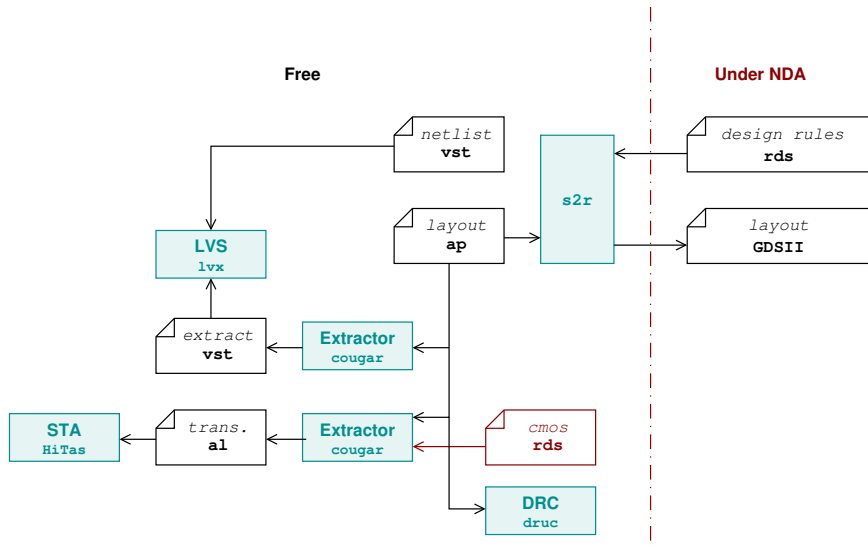 Free
Under NDA
netlist
vst
design rules
rds
s2r
layout
ap
layout
GDSII
LVS
lvx
extract
vst
Extractor
cougar
STA
HiTas
trans.
al
Extractor
cougar
cmos
rds
DRC
druc